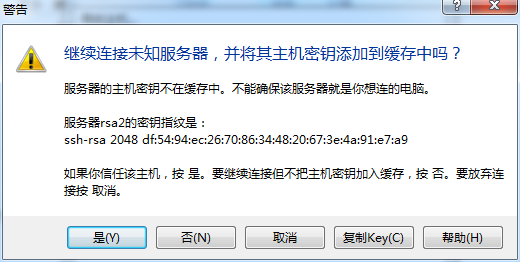 警告
继续连接未知服务器，并将其主机密钥添加到缓存中吗？
服务器的主机密钥不在缓存中。不能确保该服务器就是你想连的电脑。
服务器rsa2的密钥指纹是：
ssh-rsa 2048 df:54:94:ec:26:70:86:34:48:20:67:3e:4a:91:e7:a9
如果你信任该主机，按 是。要继续连接但不把主机密钥加入缓存，按 否。要放弃连
接按 取消。
是(Y) 否(N) 取消 复制Key(C) 帮助(H)